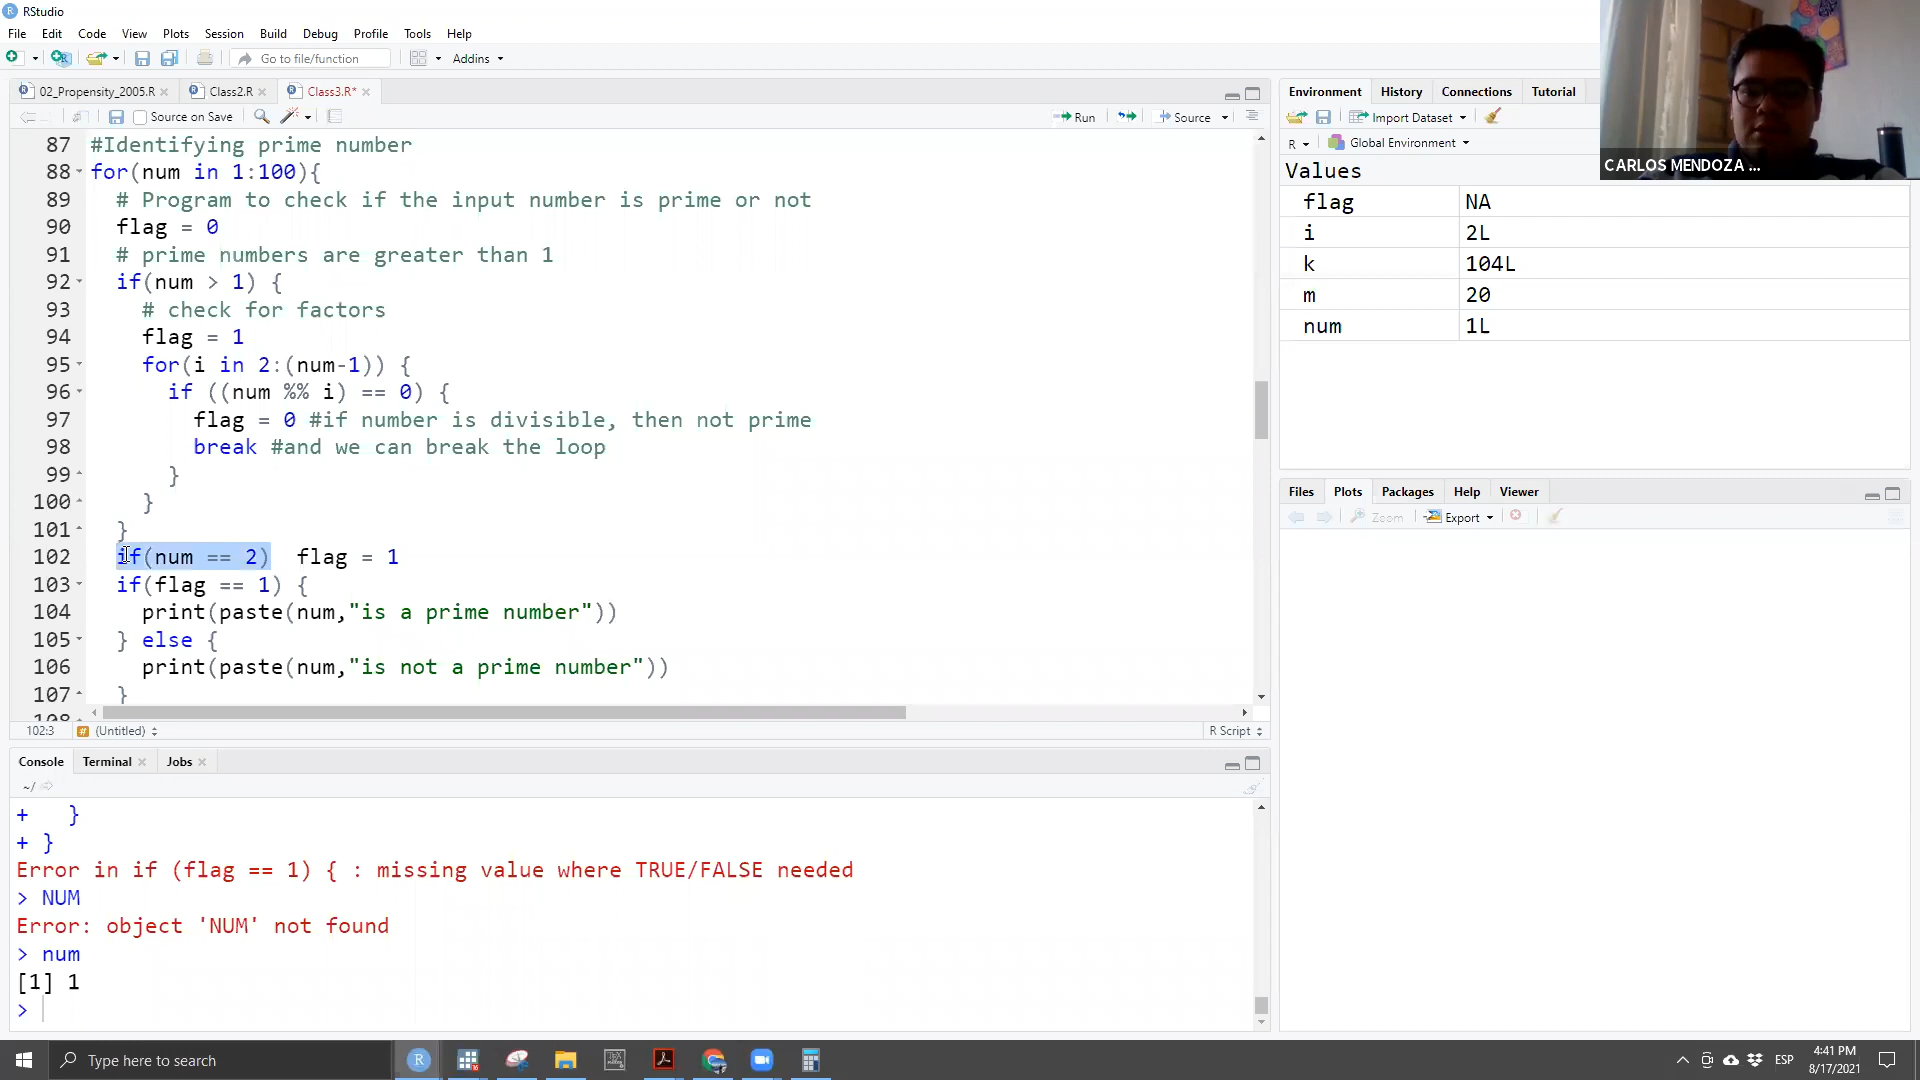 RStudio
File Edit Code View Plots Session Build Debug Profile Tools Help
Go to file/function Addins
02_Propensity_2005.R Class2.R Class3.R*
Source on Save Run Source
87 #Identifying prime number
88 for(num in 1:100){
89 # Program to check if the input number is prime or not
90 flag = 0
91 # prime numbers are greater than 1
92 if(num > 1) {
93 # check for factors
94 flag = 1
95 for(i in 2:(num-1)) {
96 if ((num %% i) == 0) {
97 flag = 0 #if number is divisible, then not prime
98 break #and we can break the loop
99 }
100 }
101 }
102 if(num == 2)  flag = 1
103 if(flag == 1) {
104 print(paste(num,"is a prime number"))
105 } else {
106 print(paste(num,"is not a prime number"))
107 }
108
102:3 # (Untitled) R Script
Console Terminal Jobs
~/
+   }
+ }
Error in if (flag == 1) { : missing value where TRUE/FALSE needed
> NUM
Error: object 'NUM' not found
> num
[1] 1
>
Environment History Connections Tutorial
Import Dataset
R Global Environment
Values
flag NA
i 2L
k 104L
m 20
num 1L
Files Plots Packages Help Viewer
Zoom Export
CARLOS MENDOZA ...
Type here to search
ESP
4:41 PM
8/17/2021